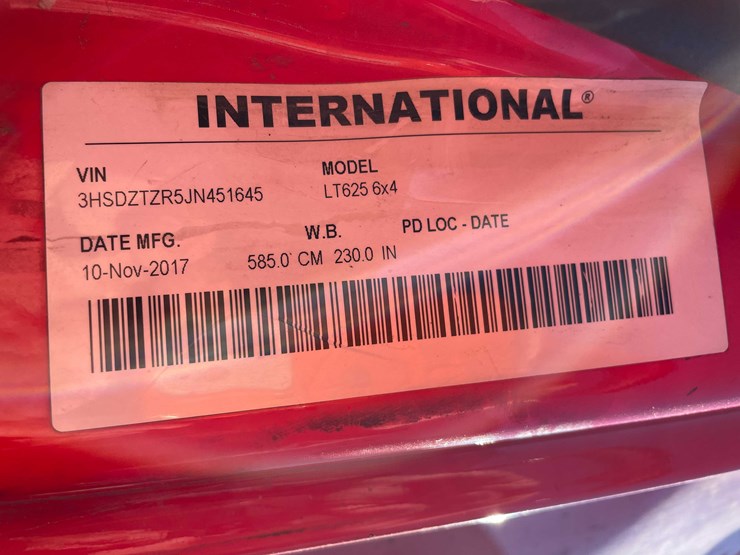 INTERNATIONAL®
VIN MODEL
3HSDZTZR5JN451645 LT625 6x4
DATE MFG. W.B. PD LOC - DATE
10-Nov-2017 585.0 CM 230.0 IN